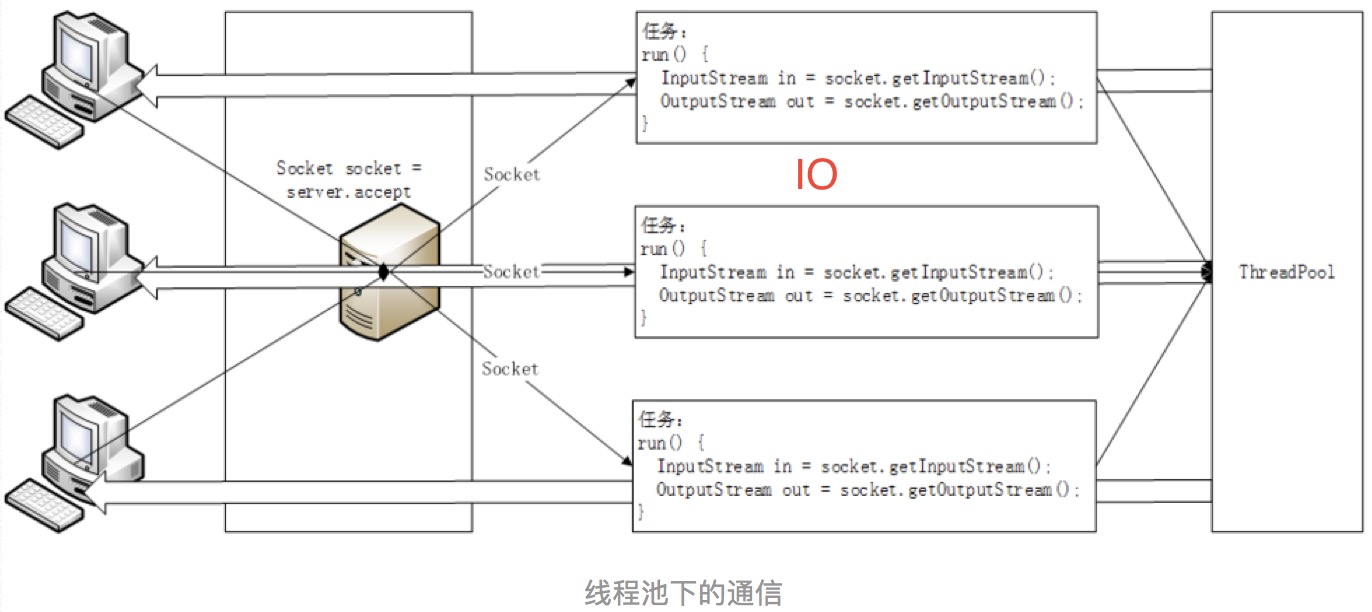 任务：
run() {
InputStream in = socket.getInputStream();
OutputStream out = socket.getOutputStream();
}
Socket socket =
server.accept
Socket
IO
任务：
run() {
InputStream in = socket.getInputStream();
OutputStream out = socket.getOutputStream();
}
Socket
ThreadPool
Socket
任务：
run() {
InputStream in = socket.getInputStream();
OutputStream out = socket.getOutputStream();
}
线程池下的通信